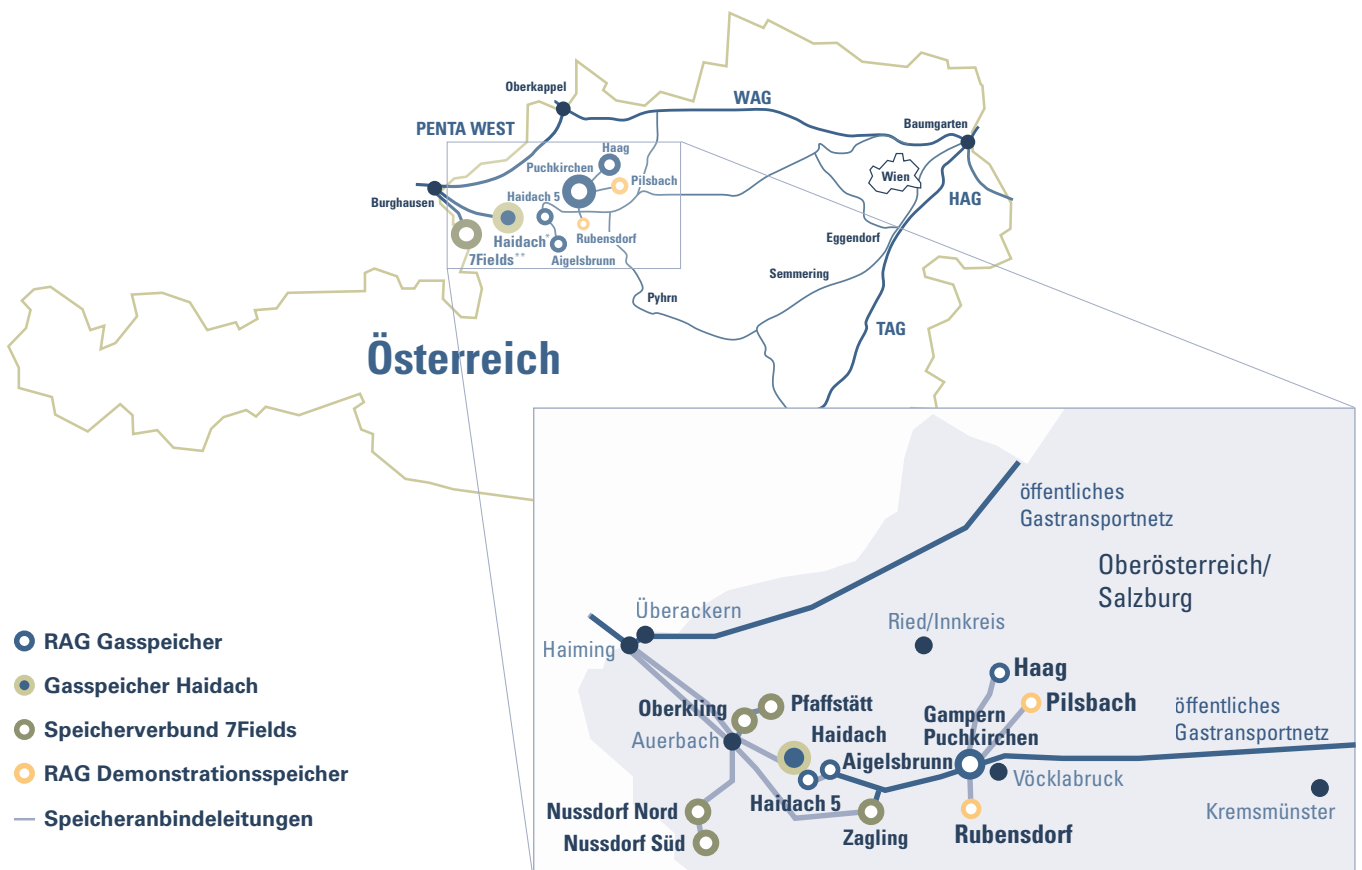 Oberkappel
WAG
PENTA WEST
Baumgarten
Haag
Puchkirchen
Pilsbach
Wien
Burghausen
Haidach 5
HAG
Haidach*
Rubensdorf
Eggendorf
7Fields**
Aigelsbrunn
Semmering
Pyhrn
TAG
Österreich
öffentliches
Gastransportnetz
Oberösterreich/
Salzburg
Überackern
Ried/Innkreis
Haiming
Haag
Oberkling
Pfaffstätt
Pilsbach
Gampern
Puchkirchen
öffentliches
Gastransportnetz
Auerbach
Haidach
Aigelsbrunn
Vöcklabruck
Haidach 5
Nussdorf Nord
Kremsmünster
Nussdorf Süd
Zagling
Rubensdorf
RAG Gasspeicher
Gasspeicher Haidach
Speicherverbund 7Fields
RAG Demonstrationsspeicher
Speicheranbindeleitungen